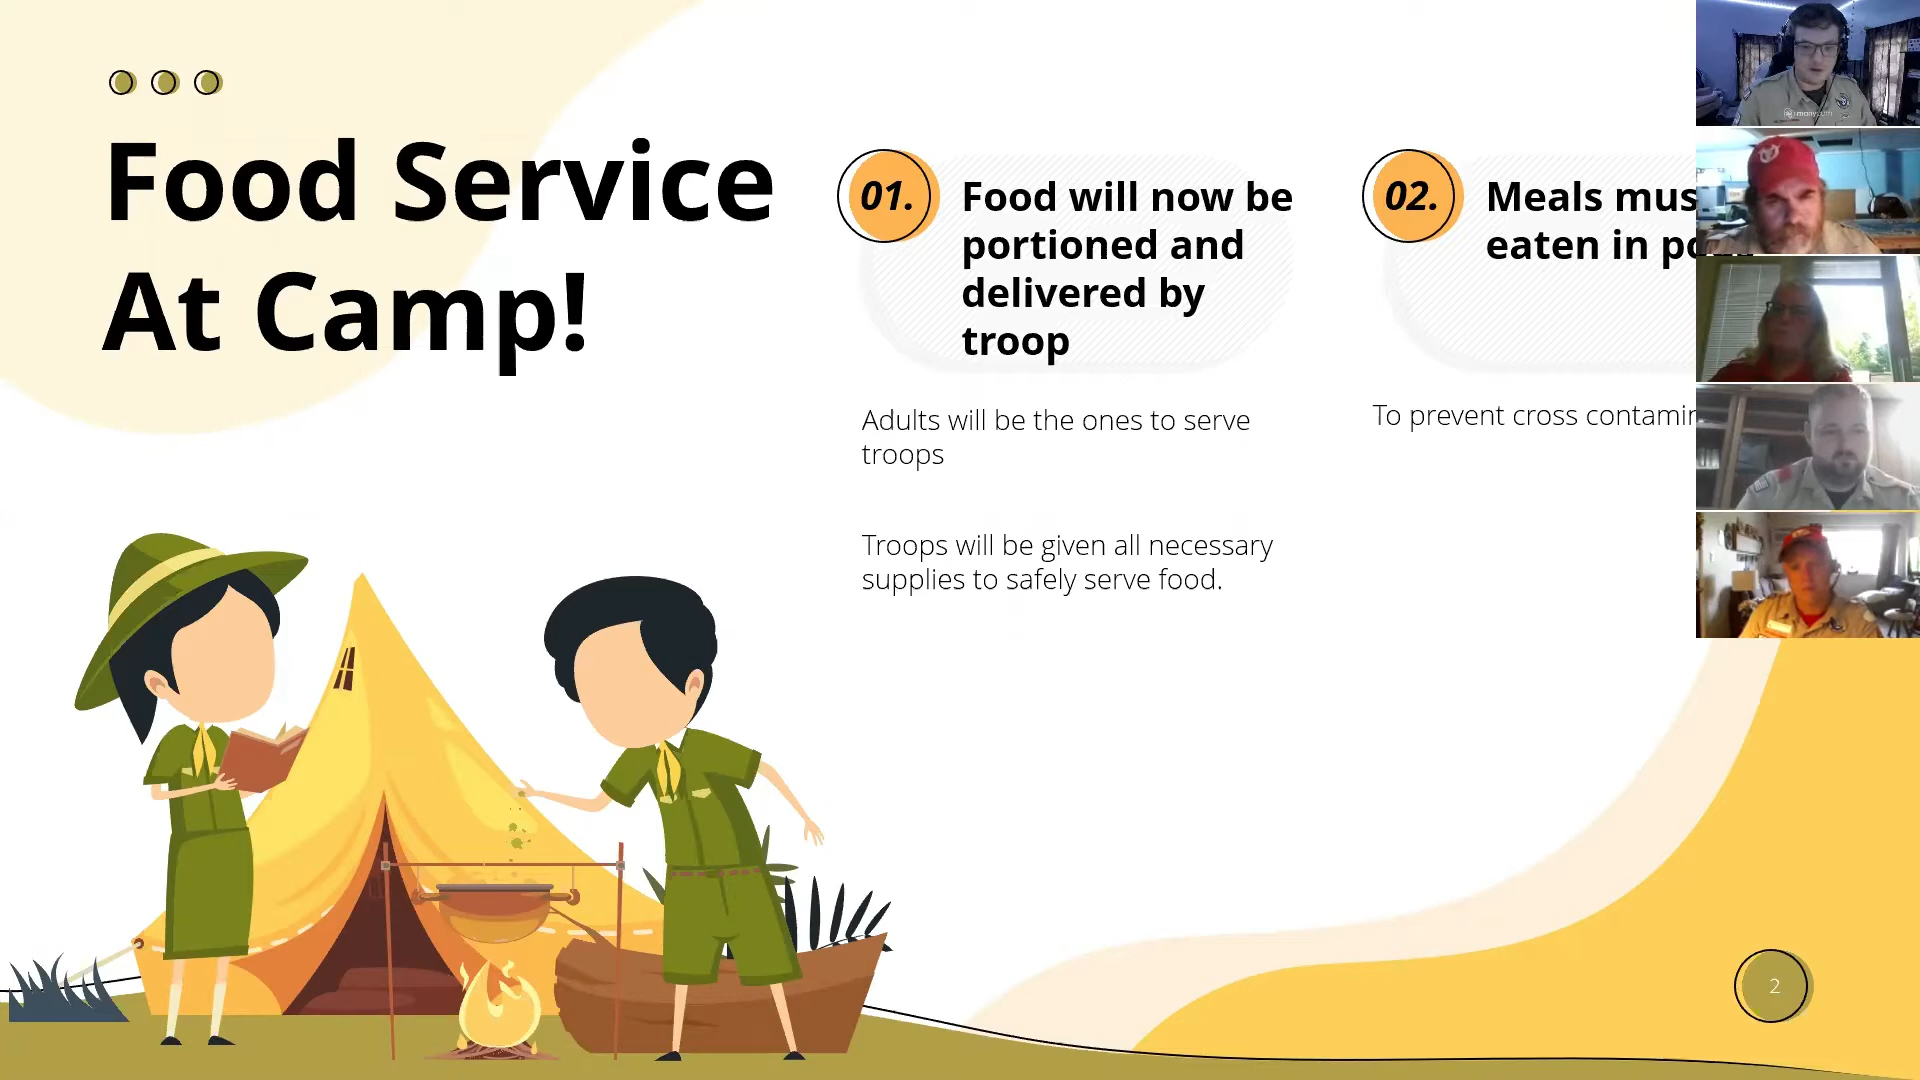 Food Service
At Camp!
01.
Food will now be
portioned and
delivered by
troop
Adults will be the ones to serve
troops
Troops will be given all necessary
supplies to safely serve food.
02.
Meals mus
eaten in
To prevent cross contamin
2